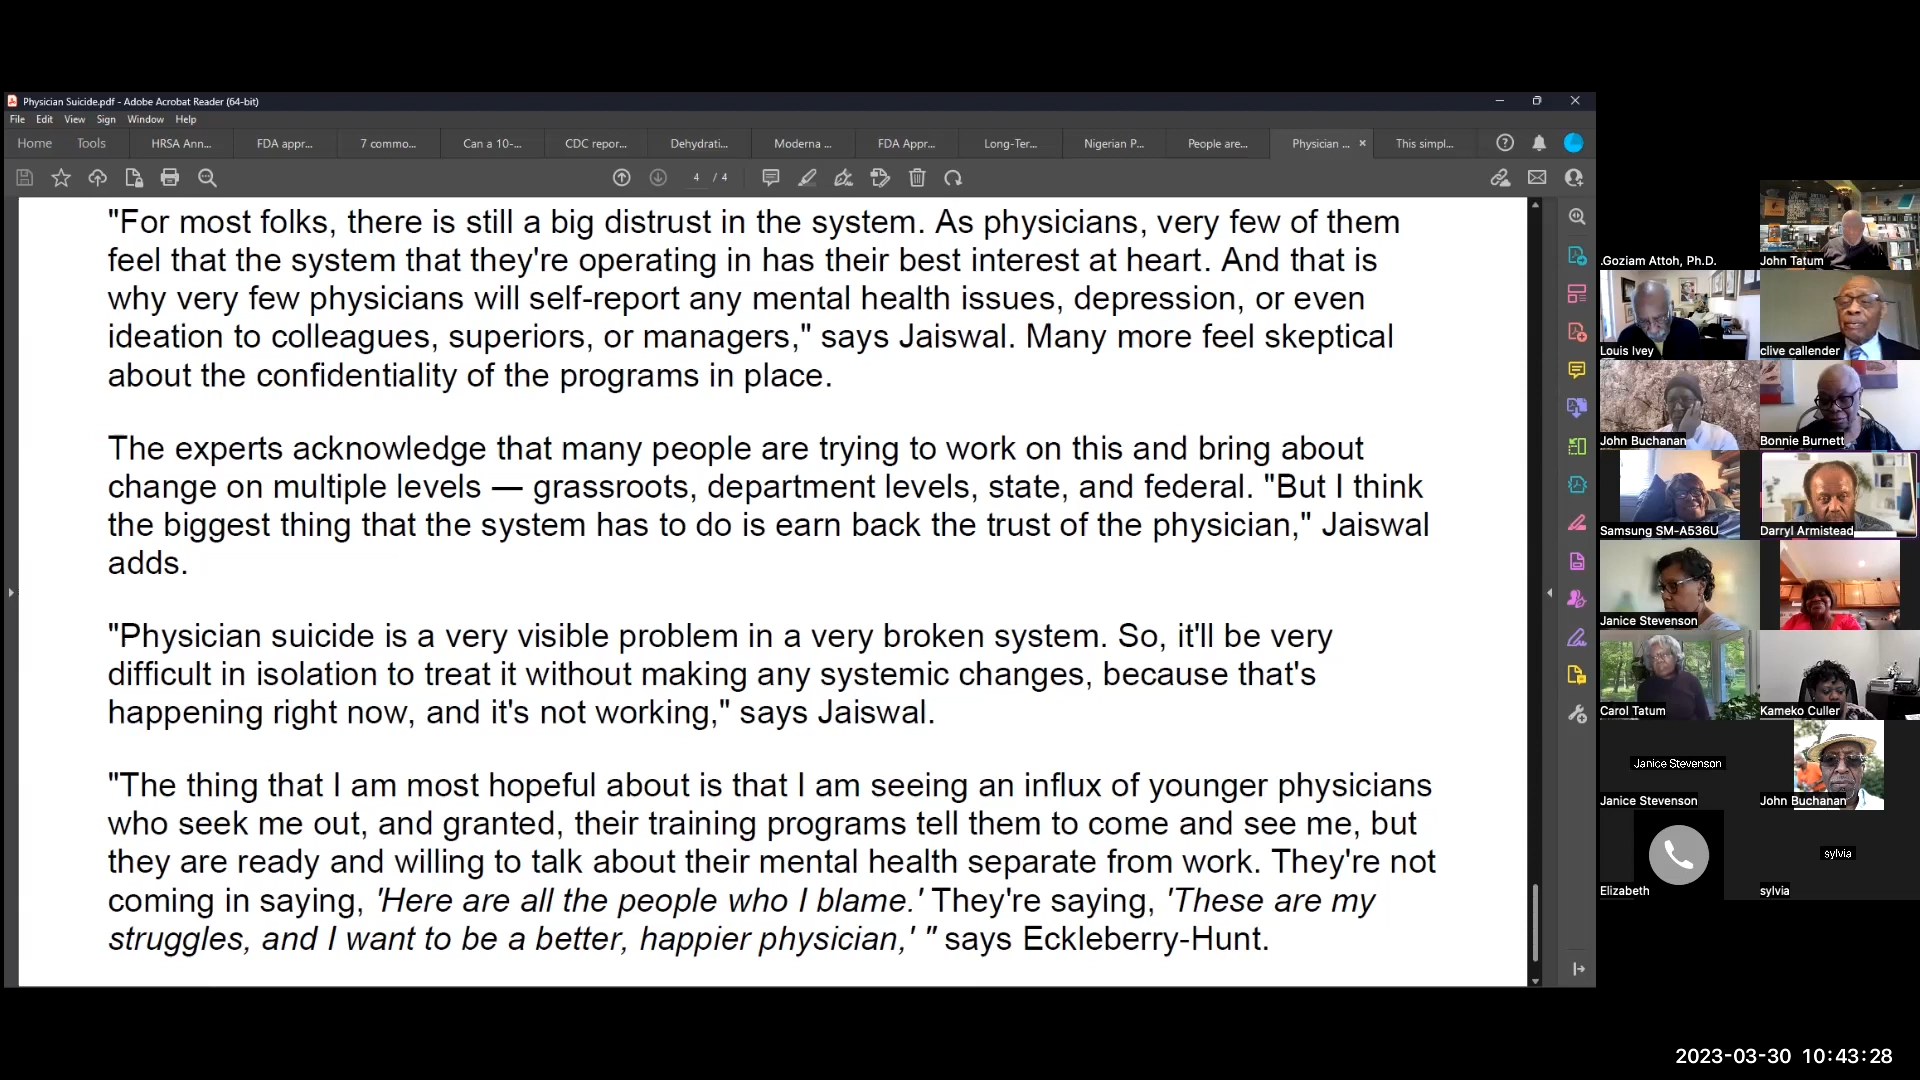 Physician Suicide.pdf - Adobe Acrobat Reader (64-bit)
File Edit View Sign Window Help
Home Tools HRSA Ann... FDA appr... 7 commo... Can a 10-... CDC repor... Dehydrati... Moderna ... FDA Appr... Long-Ter... Nigerian P... People are... Physician ... × This simpl...
4 / 4
"For most folks, there is still a big distrust in the system. As physicians, very few of them
feel that the system that they're operating in has their best interest at heart. And that is
why very few physicians will self-report any mental health issues, depression, or even
ideation to colleagues, superiors, or managers," says Jaiswal. Many more feel skeptical
about the confidentiality of the programs in place.
The experts acknowledge that many people are trying to work on this and bring about
change on multiple levels — grassroots, department levels, state, and federal. "But I think
the biggest thing that the system has to do is earn back the trust of the physician," Jaiswal
adds.
"Physician suicide is a very visible problem in a very broken system. So, it'll be very
difficult in isolation to treat it without making any systemic changes, because that's
happening right now, and it's not working," says Jaiswal.
"The thing that I am most hopeful about is that I am seeing an influx of younger physicians
who seek me out, and granted, their training programs tell them to come and see me, but
they are ready and willing to talk about their mental health separate from work. They're not
coming in saying, 'Here are all the people who I blame.' They're saying, 'These are my
struggles, and I want to be a better, happier physician,' " says Eckleberry-Hunt.
.Goziam Attoh, Ph.D.
John Tatum
Louis Ivey
clive callender
John Buchanan
Bonnie Burnett
Samsung SM-A536U
Darryl Armistead
Janice Stevenson
Carol Tatum
Kameko Culler
Janice Stevenson
Janice Stevenson
John Buchanan
Elizabeth
sylvia
sylvia
2023-03-30 10:43:28